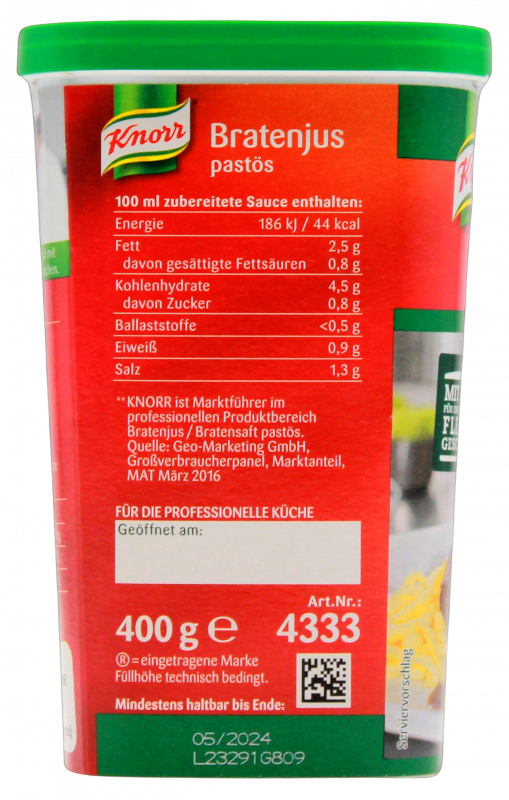 Knorr
Bratenjus
pastös
100 ml zubereitete Sauce enthalten:
Energie 186 kJ / 44 kcal
Fett 2,5 g
davon gesättigte Fettsäuren 0,8 g
Kohlenhydrate 4,5 g
davon Zucker 0,8 g
Ballaststoffe <0,5 g
Eiweiß 0,9 g
Salz 1,3 g
**KNORR ist Marktführer im
professionellen Produktbereich
Bratenjus / Bratensaft pastös.
Quelle: Geo-Marketing GmbH,
Großverbraucherpanel, Marktanteil,
MAT März 2016
FÜR DIE PROFESSIONELLE KÜCHE
Geöffnet am:
Art.Nr.:
400 g ℮ 4333
®=eingetragene Marke
Füllhöhe technisch bedingt.
Mindestens haltbar bis Ende:
05/2024
L23291G809
MIT
Serviervorschlag